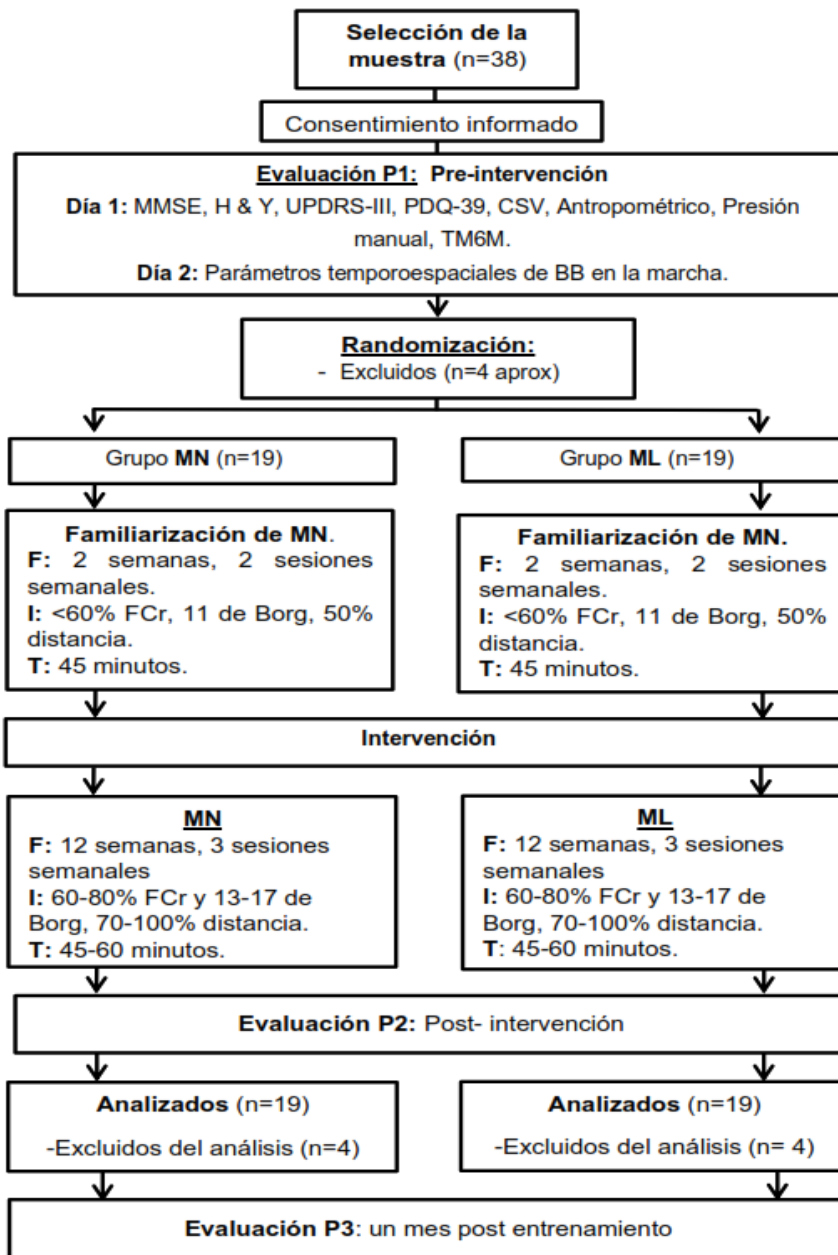 Selección de la
muestra (n=38)
Consentimiento informado
Evaluación P1: Pre-intervención
Día 1: MMSE, H & Y, UPDRS-III, PDQ-39, CSV, Antropométrico, Presión
manual, TM6M.
Día 2: Parámetros temporoespaciales de BB en la marcha.
Randomización:
- Excluidos (n=4 aprox)
Grupo MN (n=19)
Grupo ML (n=19)
Familiarización de MN.
F: 2 semanas, 2 sesiones
semanales.
I: <60% FCr, 11 de Borg, 50%
distancia.
T: 45 minutos.
Familiarización de MN.
F: 2 semanas, 2 sesiones
semanales.
I: <60% FCr, 11 de Borg, 50%
distancia.
T: 45 minutos.
Intervención
MN
F: 12 semanas, 3 sesiones
semanales
I: 60-80% FCr y 13-17 de
Borg, 70-100% distancia.
T: 45-60 minutos.
ML
F: 12 semanas, 3 sesiones
semanales
I: 60-80% FCr y 13-17 de
Borg, 70-100% distancia.
T: 45-60 minutos.
Evaluación P2: Post- intervención
Analizados (n=19)
-Excluidos del análisis (n=4)
Analizados (n=19)
-Excluidos del análisis (n= 4)
Evaluación P3: un mes post entrenamiento